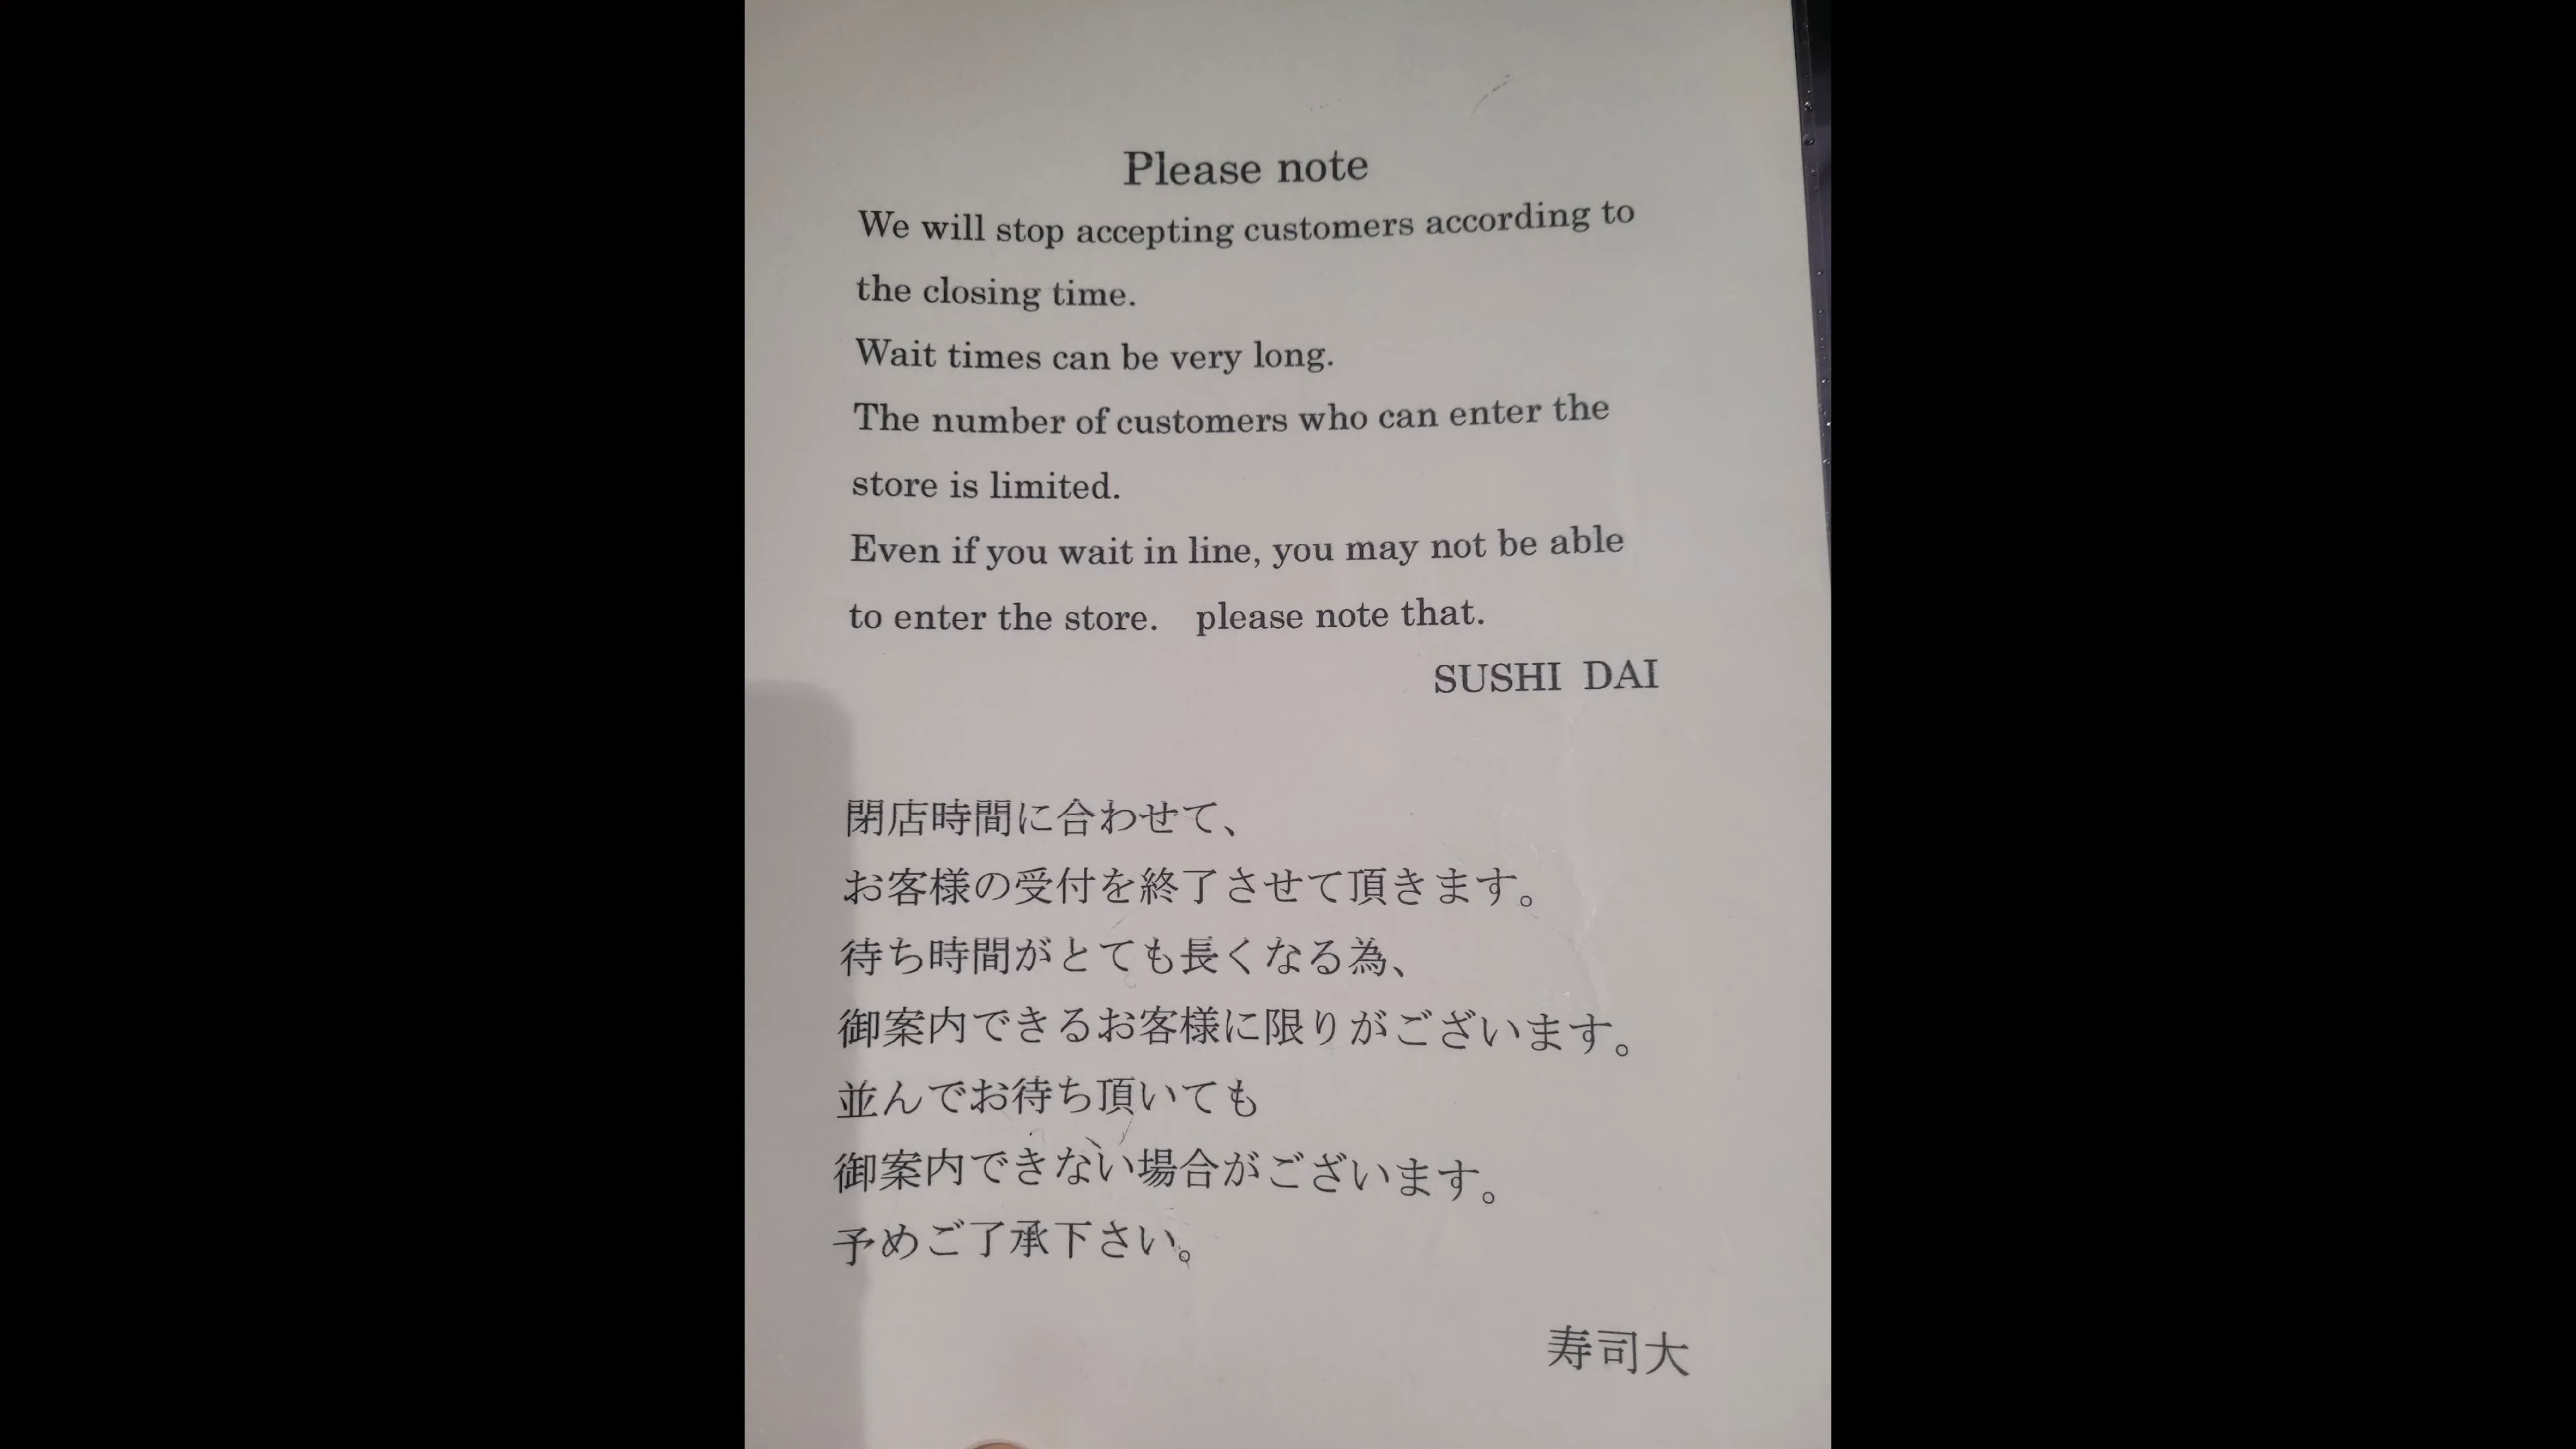 Please note
We will stop accepting customers according to
the closing time.
Wait times can be very long.
The number of customers who can enter the
store is limited.
Even if you wait in line, you may not be able
to enter the store.   please note that.
SUSHI DAI
閉店時間に合わせて、
お客様の受付を終了させて頂きます。
待ち時間がとても長くなる為、
御案内できるお客様に限りがございます。
並んでお待ち頂いても
御案内できない場合がございます。
予めご了承下さい。
寿司大